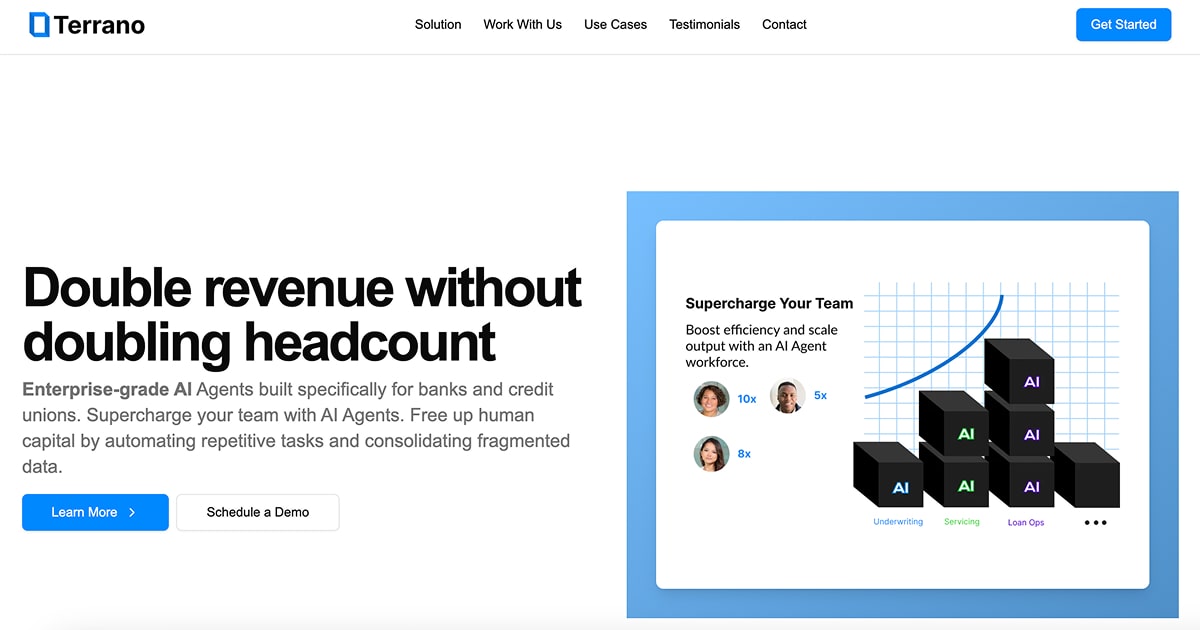 Terrano
Solution
Work With Us
Use Cases
Testimonials
Contact
Get Started
Double revenue without
doubling headcount
Enterprise-grade AI Agents built specifically for banks and credit
unions. Supercharge your team with AI Agents. Free up human
capital by automating repetitive tasks and consolidating fragmented
data.
Learn More
Schedule a Demo
Supercharge Your Team
Boost efficiency and scale
output with an AI Agent
workforce.
10x
5x
8x
AI
AI
AI
AI
AI
AI
Underwriting
Servicing
Loan Ops